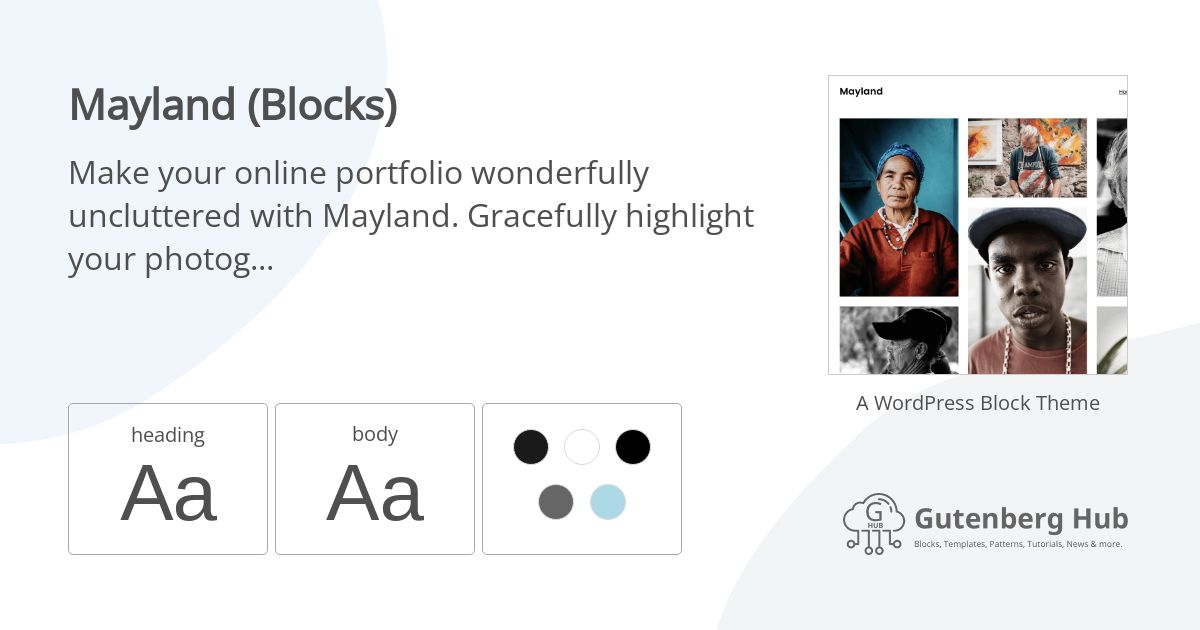 Mayland (Blocks)
Make your online portfolio wonderfully
uncluttered with Mayland. Gracefully highlight
your photog...
heading
Aa
body
Aa
Mayland
CHAMPION
A WordPress Block Theme
G
HUB
Gutenberg Hub
Blocks, Templates, Patterns, Tutorials, News & more.